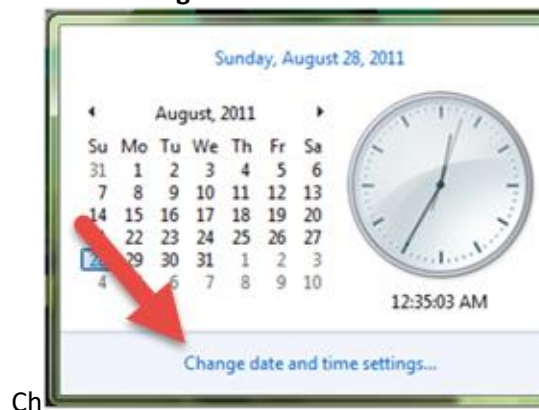 Sunday, August 28, 2011
August, 2011
Su Mo Tu We Th Fr Sa
31 1 2 3 4 5 6
7 8 9 10 11 12 13
14 15 16 17 18 19 20
22 23 24 25 26 27
28 29 30 31 1 2 3
4 6 7 8 9 10
12:35:03 AM
Change date and time settings...
Ch